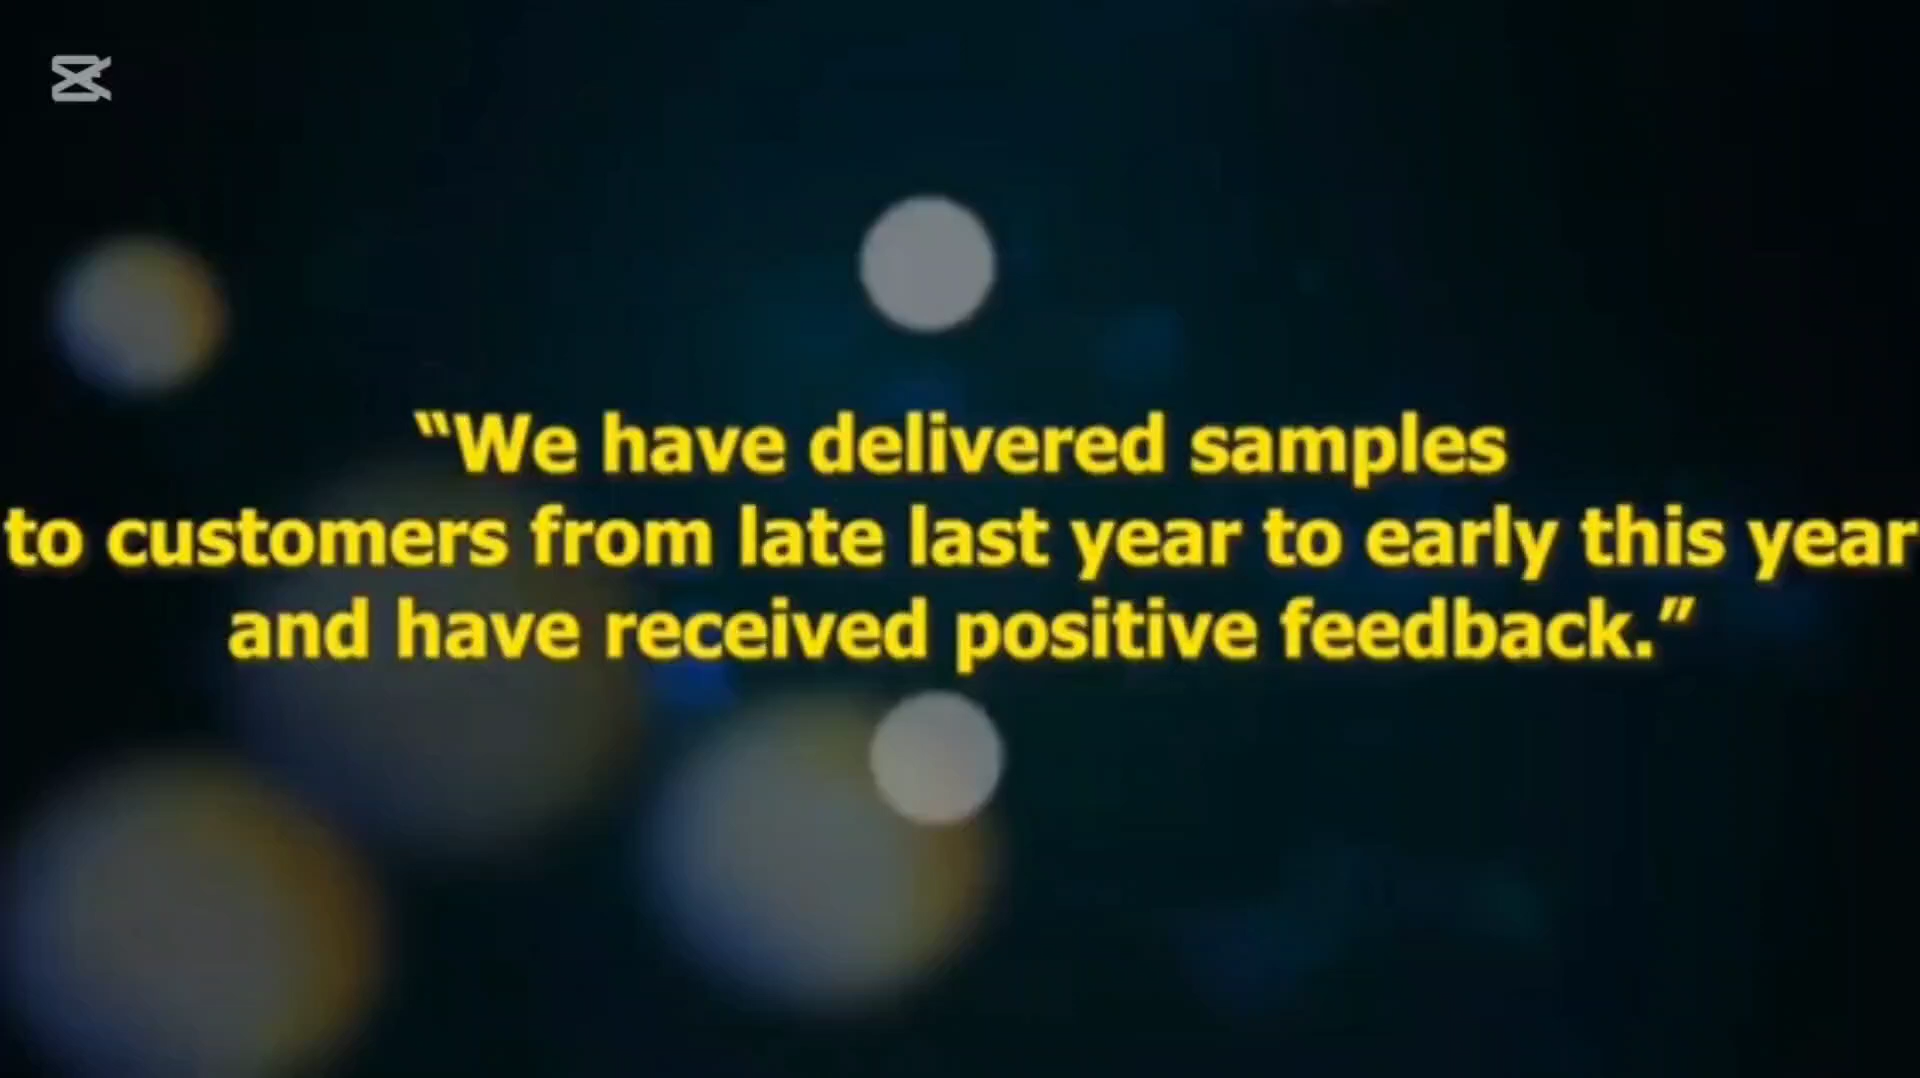 “We have delivered samples
to customers from late last year to early this year
and have received positive feedback.”